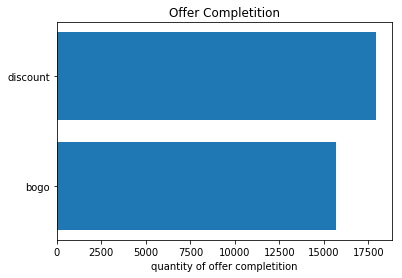 Offer Completition
discount
bogo
0 2500 5000 7500 10000 12500 15000 17500
quantity of offer completition